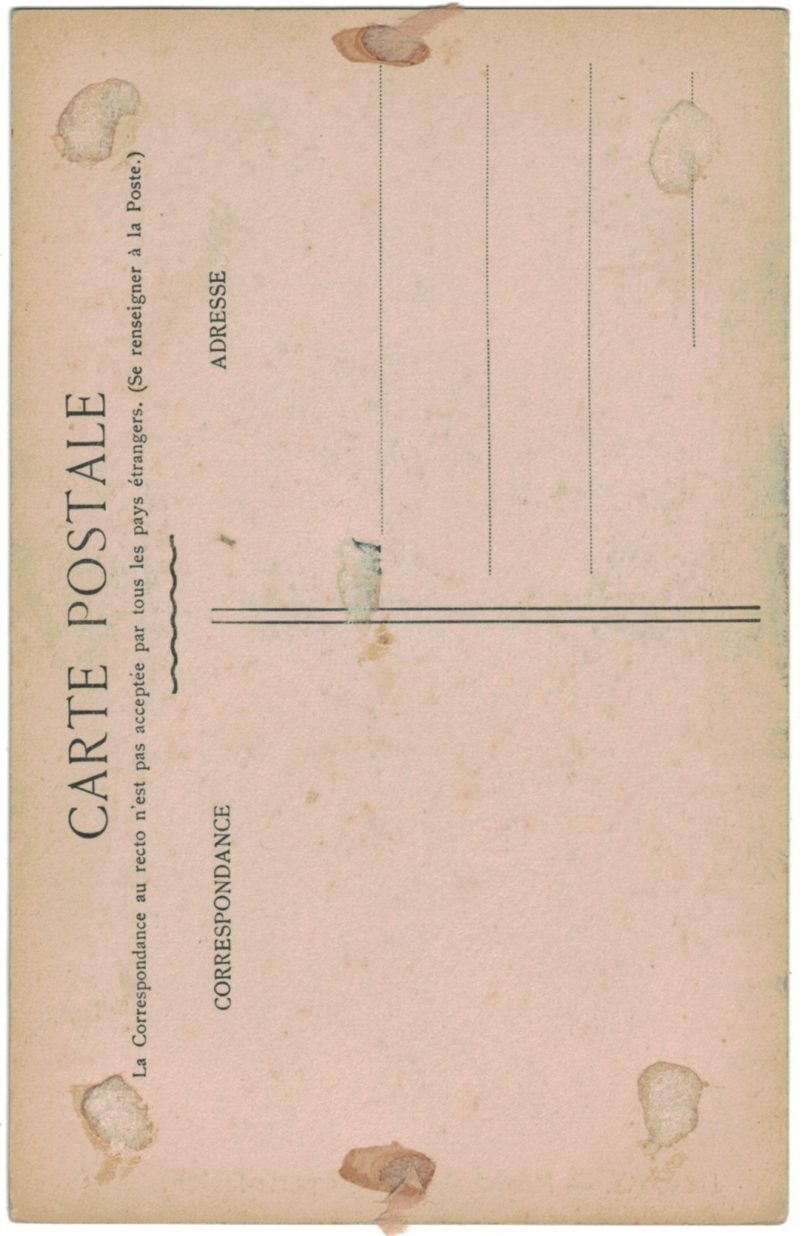 CARTE POSTALE
La Correspondance au recto n'est pas acceptée par tous les pays étrangers. (Se renseigner à la Poste.)
CORRESPONDANCE
ADRESSE